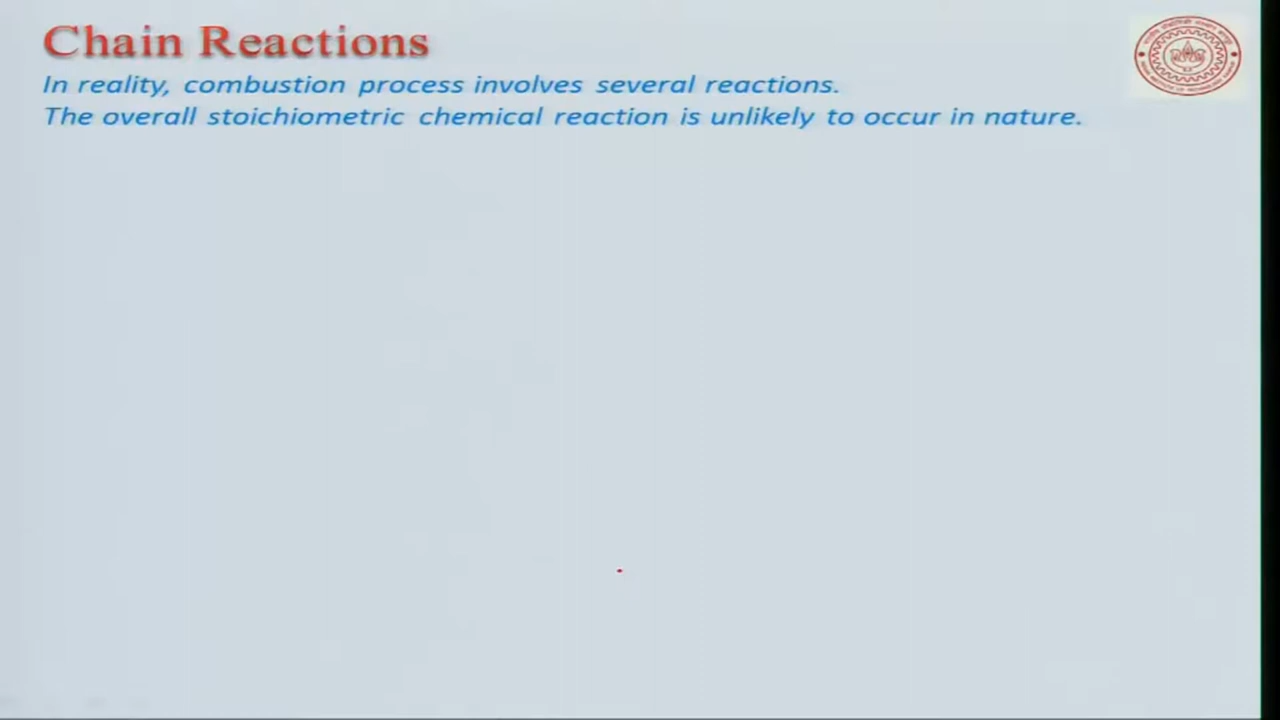 Chain Reactions
In reality, combustion process involves several reactions.
The overall stoichiometric chemical reaction is unlikely to occur in nature.